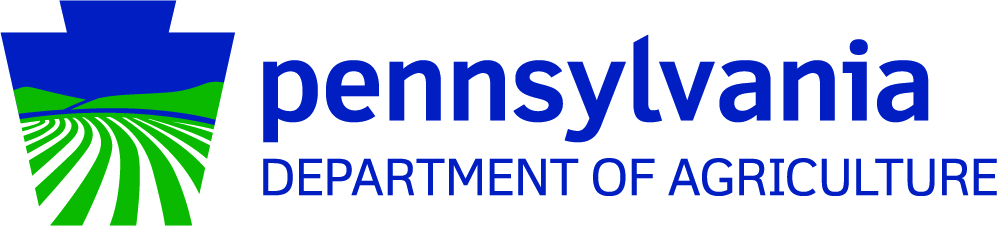 pennsylvania
DEPARTMENT OF AGRICULTURE